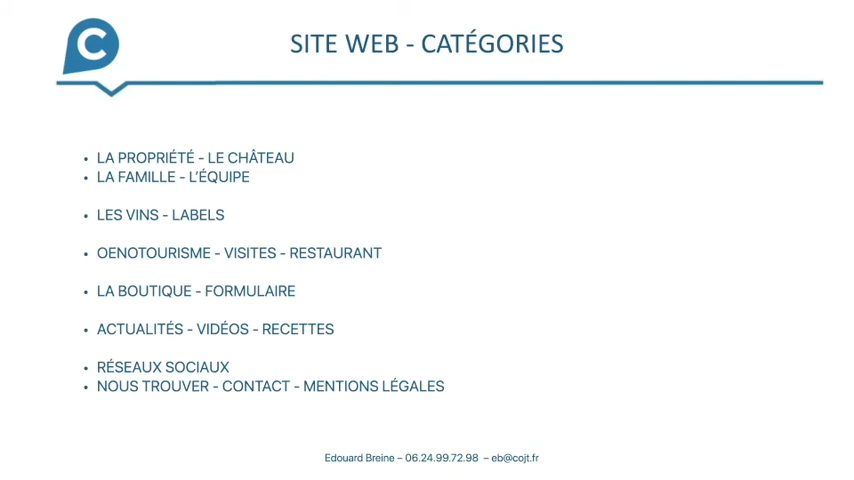 C
SITE WEB - CATÉGORIES
• LA PROPRIÉTÉ - LE CHÂTEAU
• LA FAMILLE - L'ÉQUIPE
• LES VINS - LABELS
• OENOTOURISME - VISITES - RESTAURANT
• LA BOUTIQUE - FORMULAIRE
• ACTUALITÉS - VIDÉOS - RECETTES
• RÉSEAUX SOCIAUX
• NOUS TROUVER - CONTACT - MENTIONS LÉGALES
Edouard Breine – 06.24.99.72.98 – eb@cojt.fr